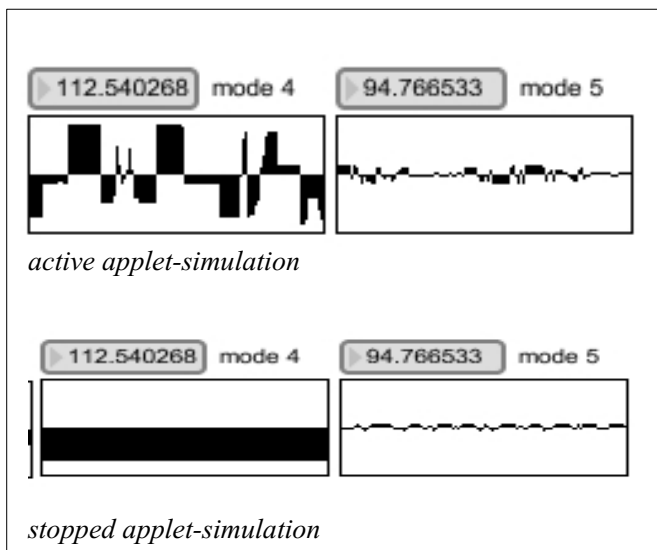 112.540268 mode 4 94.766533 mode 5
active applet-simulation
112.540268 mode 4 94.766533 mode 5
stopped applet-simulation